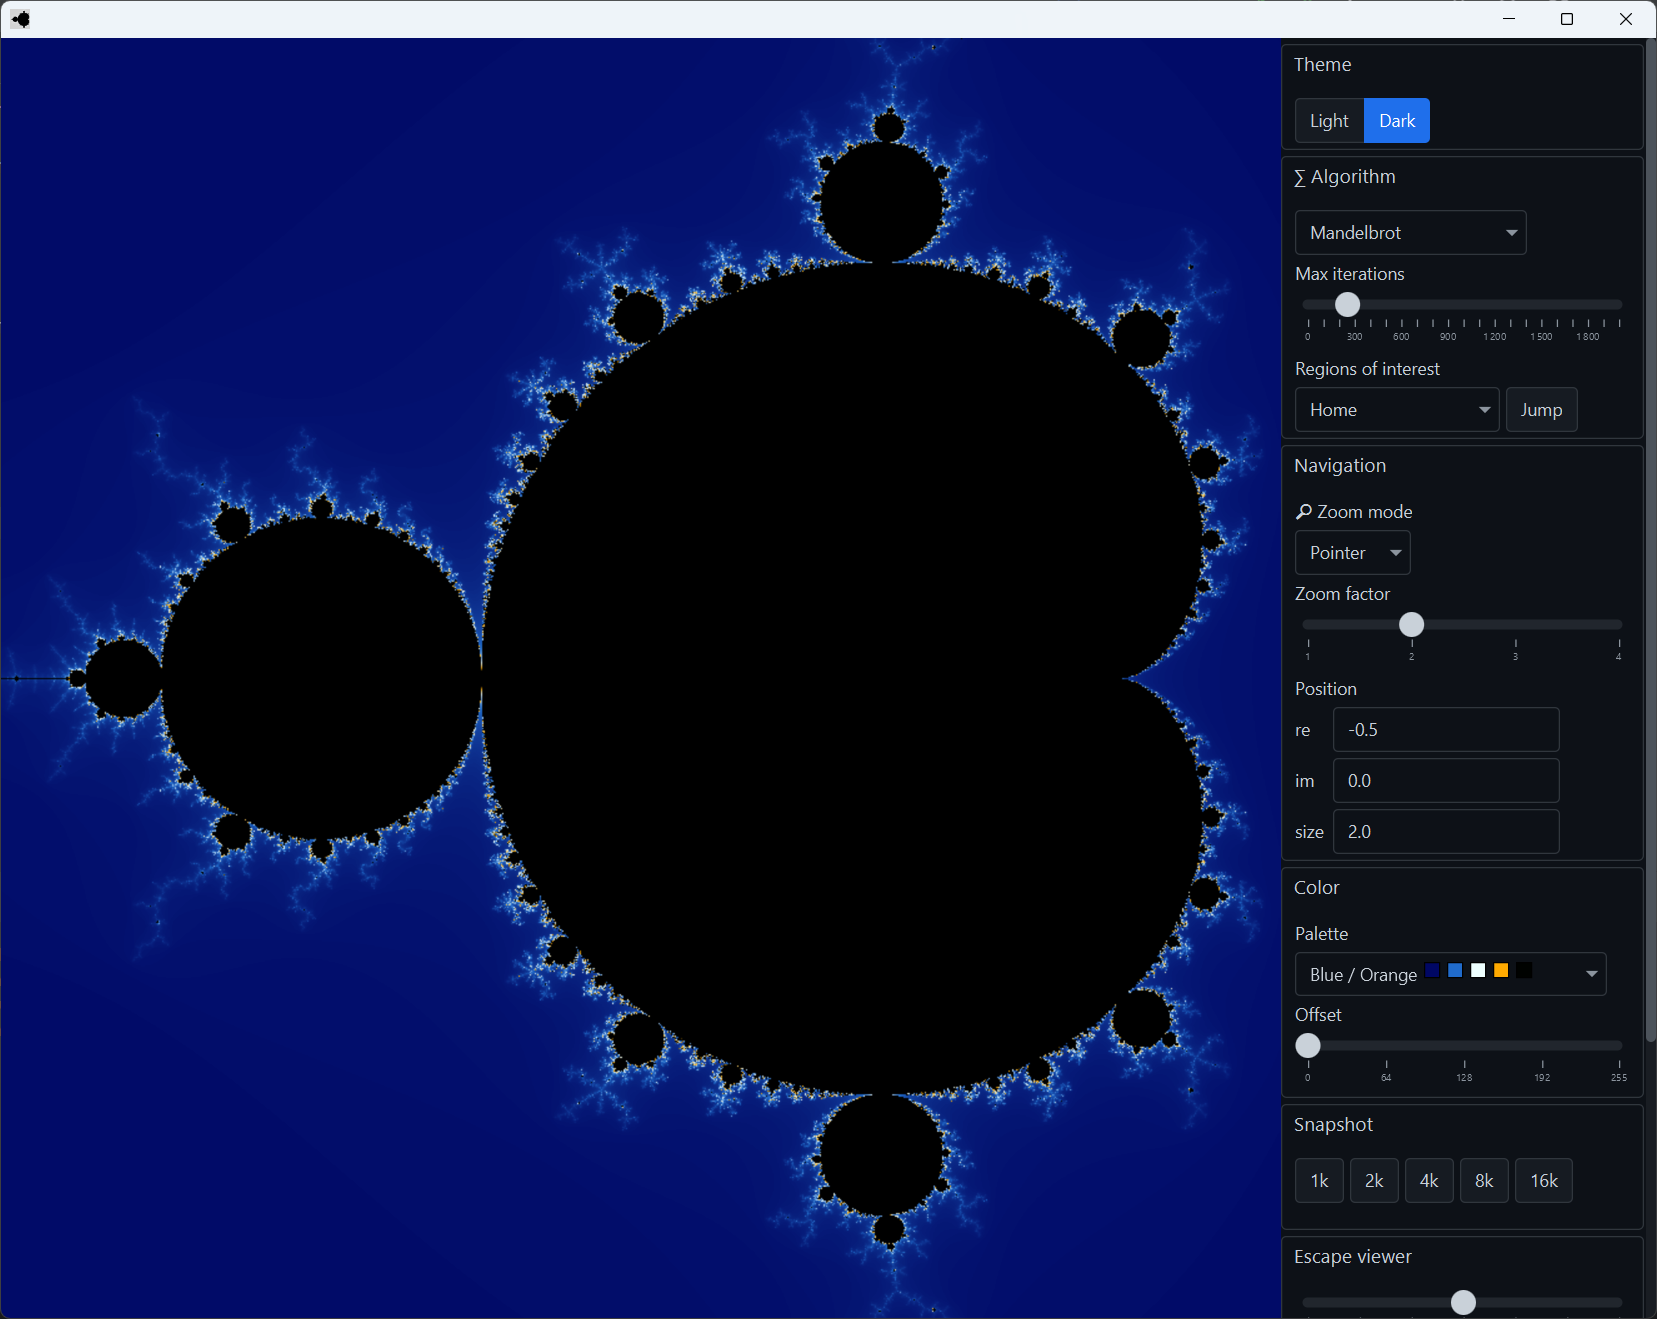 Theme
Light Dark
∑ Algorithm
Mandelbrot
Max iterations
0 300 600 900 1 200 1 500 1 800
Regions of interest
Home Jump
Navigation
Zoom mode
Pointer
Zoom factor
1 2 3 4
Position
re -0.5
im 0.0
size 2.0
Color
Palette
Blue / Orange
Offset
0 64 128 192 255
Snapshot
1k 2k 4k 8k 16k
Escape viewer